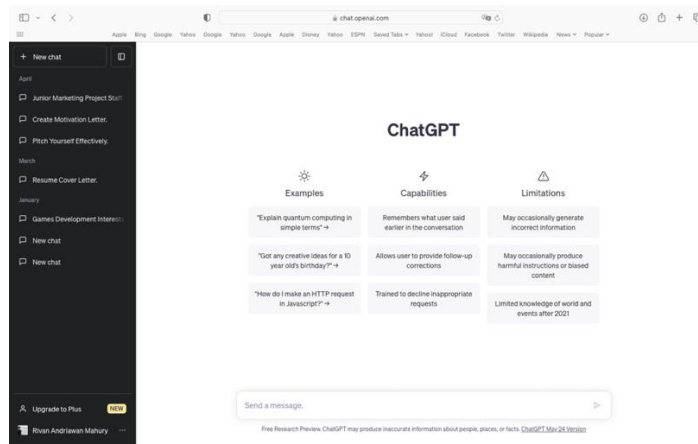 chat.openai.com
Apple Bing Google Yahoo Google Yahoo Google Apple Disney Yahoo ESPN Saved Tabs Yahoo! iCloud Facebook Twitter Wikipedia News Popular
+ New chat
April
Junior Marketing Project Staff
Create Motivation Letter.
Pitch Yourself Effectively.
March
Resume Cover Letter.
January
Games Development Interests
New chat
New chat
Upgrade to Plus NEW
Rivan Andriawan Mahury ...
ChatGPT
Examples
"Explain quantum computing in
simple terms" →
"Got any creative ideas for a 10
year old's birthday?" →
"How do I make an HTTP request
in Javascript?" →
Capabilities
Remembers what user said
earlier in the conversation
Allows user to provide follow-up
corrections
Trained to decline inappropriate
requests
Limitations
May occasionally generate
incorrect information
May occasionally produce
harmful instructions or biased
content
Limited knowledge of world and
events after 2021
Send a message.
Free Research Preview. ChatGPT may produce inaccurate information about people, places, or facts. ChatGPT May 24 Version